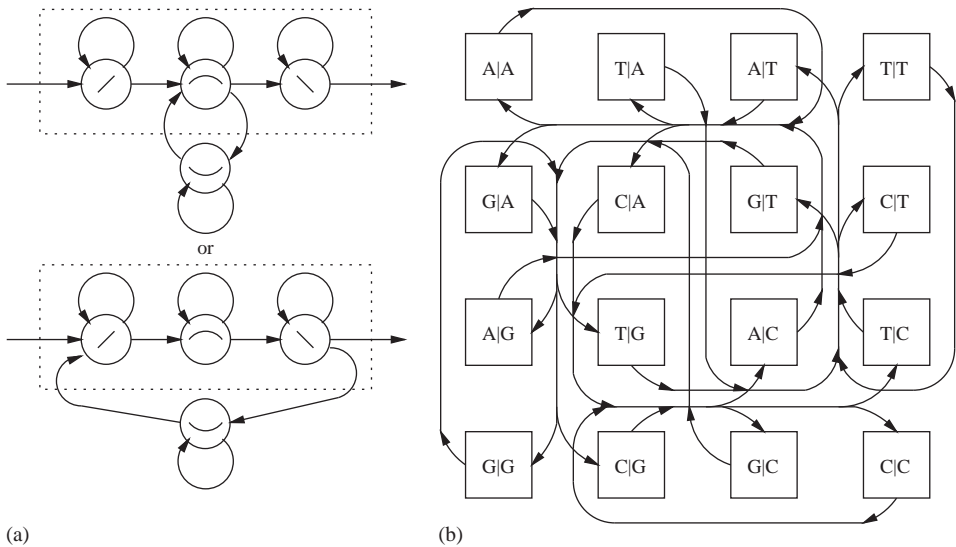 A|A T|A A|T T|T
G|A C|A G|T C|T
or
A|G T|G A|C T|C
G|G C|G G|C C|C
(a) (b)